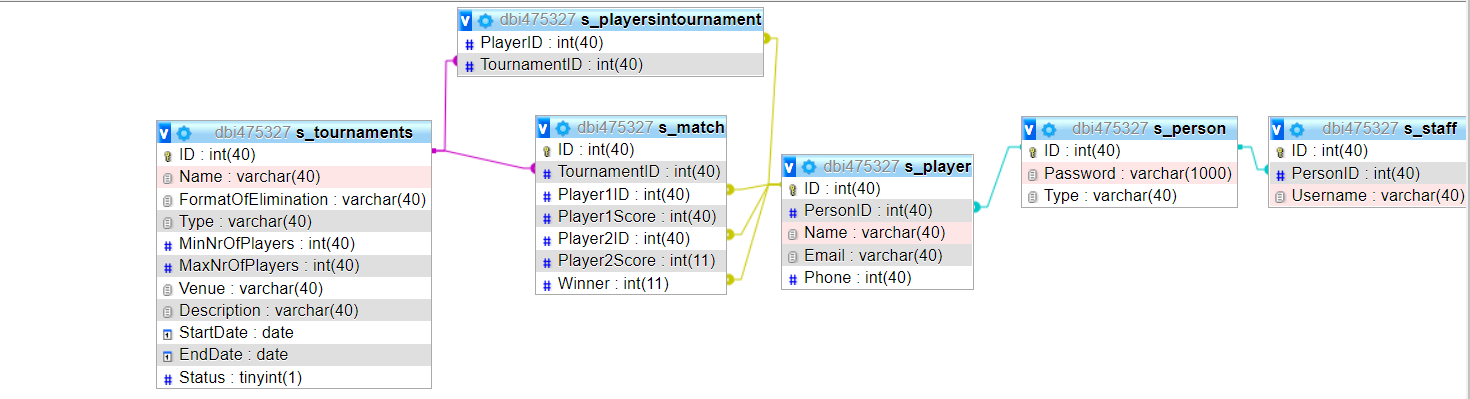 dbi475327 s_playersintournament
PlayerID : int(40)
TournamentID : int(40)
dbi475327 s_tournaments
ID : int(40)
Name : varchar(40)
FormatOfElimination : varchar(40)
Type : varchar(40)
MinNrOfPlayers : int(40)
MaxNrOfPlayers : int(40)
Venue : varchar(40)
Description : varchar(40)
StartDate : date
EndDate : date
Status : tinyint(1)
dbi475327 s_match
ID : int(40)
TournamentID : int(40)
Player1ID : int(40)
Player1Score : int(40)
Player2ID : int(40)
Player2Score : int(11)
Winner : int(11)
dbi475327 s_player
ID : int(40)
PersonID : int(40)
Name : varchar(40)
Email : varchar(40)
Phone : int(40)
dbi475327 s_person
ID : int(40)
Password : varchar(1000)
Type : varchar(40)
dbi475327 s_staff
ID : int(40)
PersonID : int(40)
Username : varchar(40)